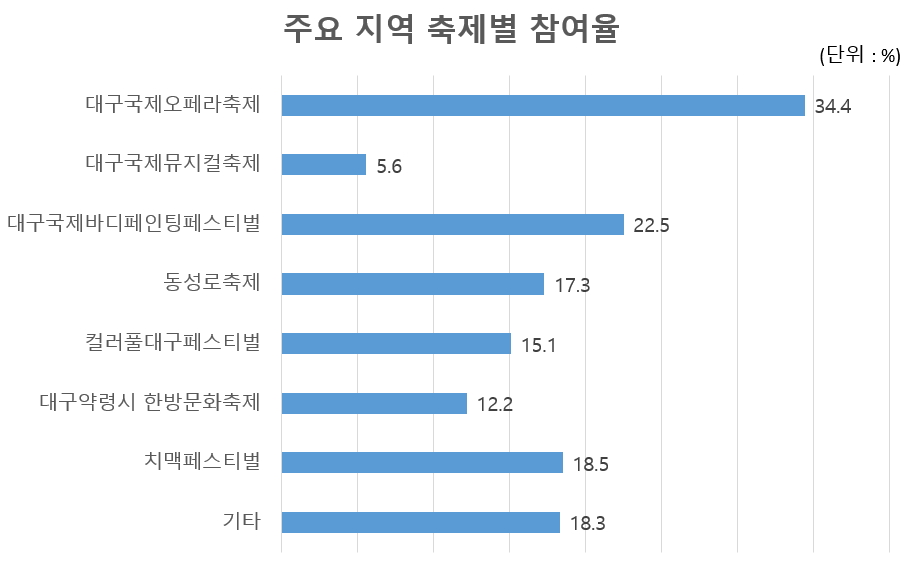 주요 지역 축제별 참여율
(단위 : %)
대구국제오페라축제 34.4
대구국제뮤지컬축제 5.6
대구국제바디페인팅페스티벌 22.5
동성로축제 17.3
컬러풀대구페스티벌 15.1
대구약령시 한방문화축제 12.2
치맥페스티벌 18.5
기타 18.3